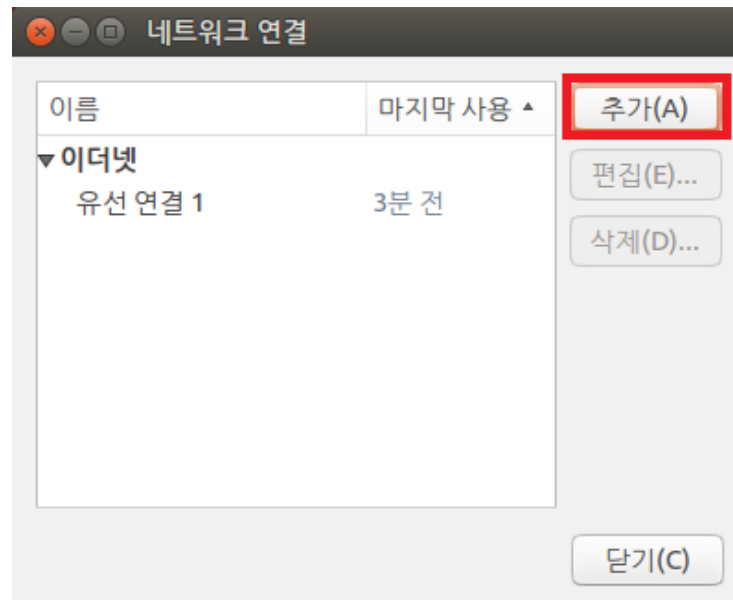 네트워크 연결
이름 마지막 사용 추가(A)
이더넷 편집(E)...
유선 연결 1 3분 전
삭제(D)...
닫기(C)